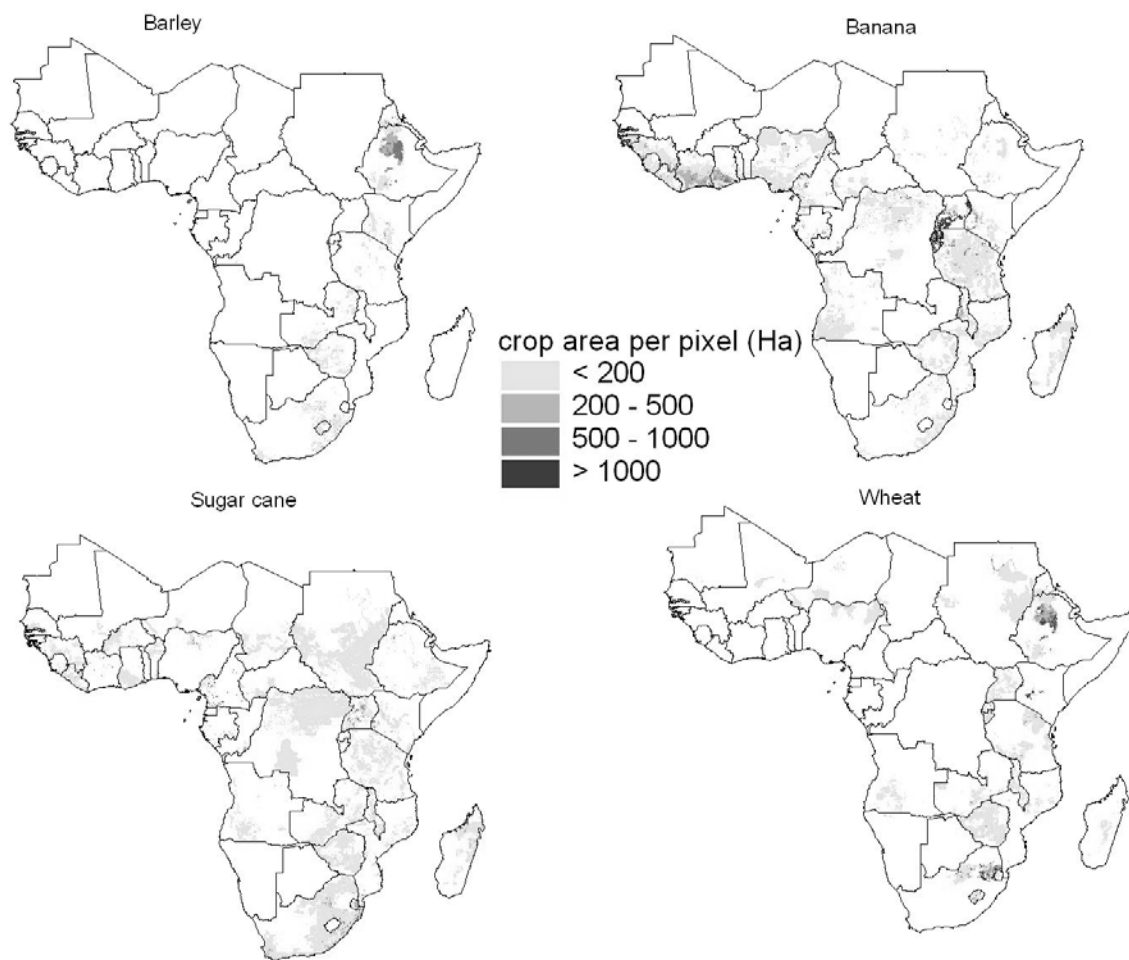 Barley
Banana
crop area per pixel (Ha)
< 200
200 - 500
500 - 1000
> 1000
Sugar cane
Wheat